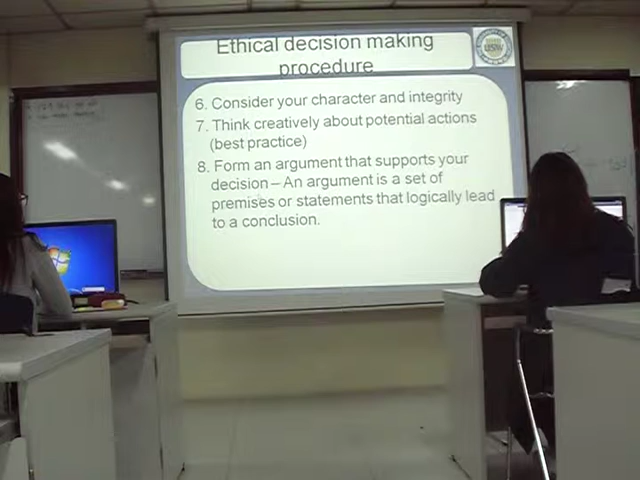 Ethical decision making
procedure
6. Consider your character and integrity
7. Think creatively about potential actions
(best practice)
8. Form an argument that supports your
decision – An argument is a set of
premises or statements that logically lead
to a conclusion.